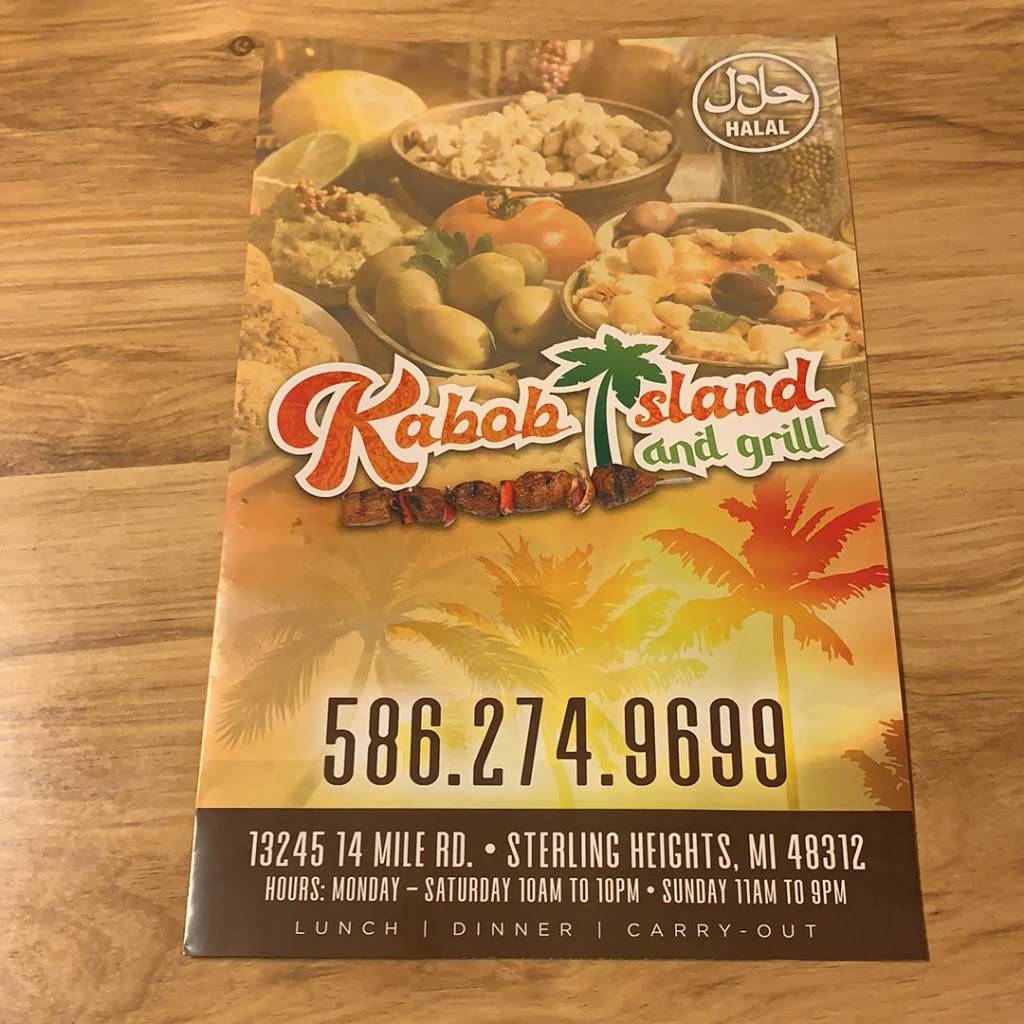 حلال
HALAL
Kabob Island
and grill
586.274.9699
13245 14 MILE RD. • STERLING HEIGHTS, MI 48312
HOURS: MONDAY – SATURDAY 10AM TO 10PM • SUNDAY 11AM TO 9PM
LUNCH | DINNER | CARRY-OUT